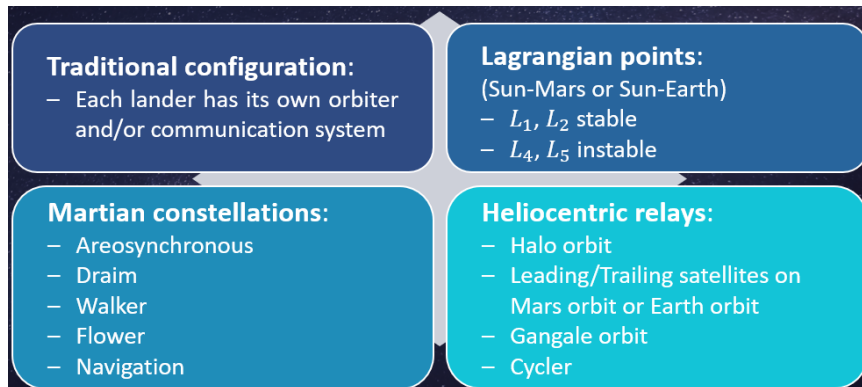 Traditional configuration:
– Each lander has its own orbiter
and/or communication system
Lagrangian points:
(Sun-Mars or Sun-Earth)
– L₁, L₂ stable
– L₄, L₅ instable
Martian constellations:
– Areosynchronous
– Draim
– Walker
– Flower
– Navigation
Heliocentric relays:
– Halo orbit
– Leading/Trailing satellites on
Mars orbit or Earth orbit
– Gangale orbit
– Cycler